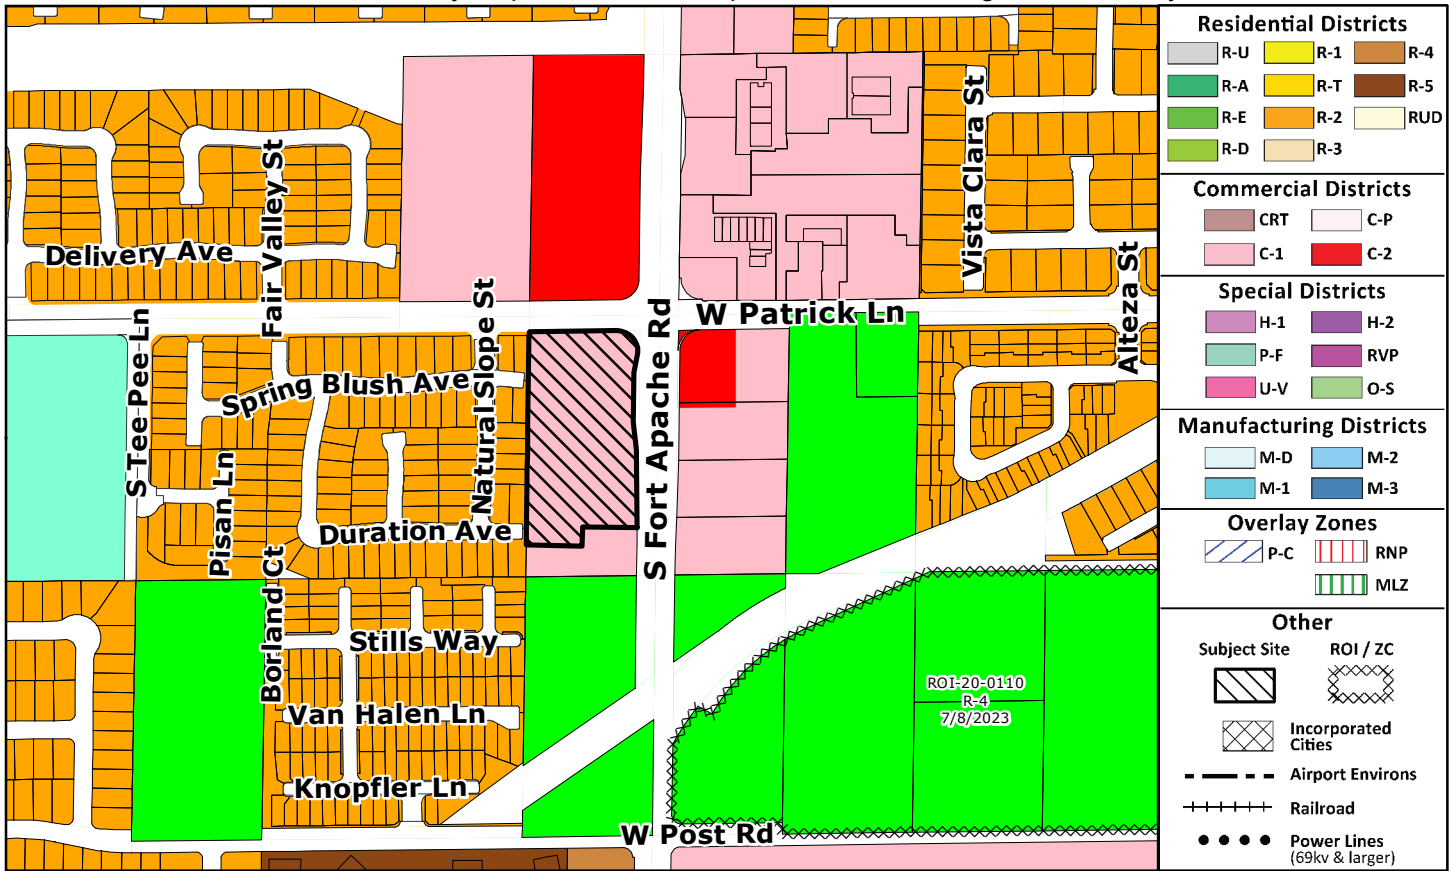 Delivery Ave
Fair Valley St
Vista Clara St
Alteza St
W Patrick Ln
S Tee Pee Ln
Spring Blush Ave
Natural Slope St
S Fort Apache Rd
Pisan Ln
Duration Ave
Borland Ct
Stills Way
Van Halen Ln
Knopfler Ln
W Post Rd
ROI-20-0110
R-4
7/8/2023
Residential Districts
R-U R-1 R-4
R-A R-T R-5
R-E R-2 RUD
R-D R-3
Commercial Districts
CRT C-P
C-1 C-2
Special Districts
H-1 H-2
P-F RVP
U-V O-S
Manufacturing Districts
M-D M-2
M-1 M-3
Overlay Zones
P-C RNP
MLZ
Other
Subject Site ROI / ZC
Incorporated
Cities
Airport Environs
Railroad
Power Lines
(69kv & larger)